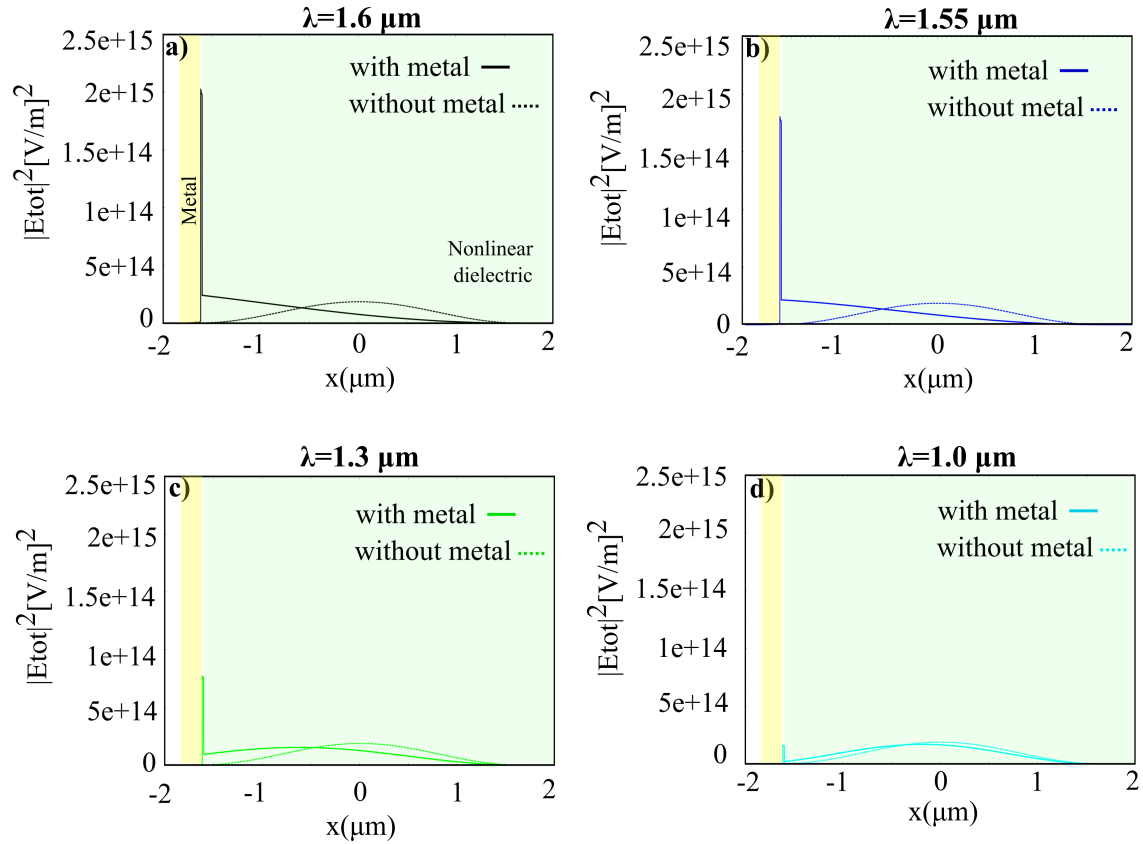 λ=1.6 μm
a)
2.5e+15
2e+15
1.5e+14
1e+14
5e+14
0
|Etot|²[V/m]²
with metal
without metal
Metal
Nonlinear
dielectric
-2 -1 0 1 2
x(μm)
λ=1.55 μm
b)
2.5e+15
2e+15
1.5e+14
1e+14
5e+14
0
|Etot|²[V/m]²
with metal
without metal
-2 -1 0 1 2
x(μm)
λ=1.3 μm
c)
2.5e+15
2e+15
1.5e+14
1e+14
5e+14
0
|Etot|²[V/m]²
with metal
without metal
-2 -1 0 1 2
x(μm)
λ=1.0 μm
d)
2.5e+15
2e+15
1.5e+14
1e+14
5e+14
0
|Etot|²[V/m]²
with metal
without metal
-2 -1 0 1 2
x(μm)